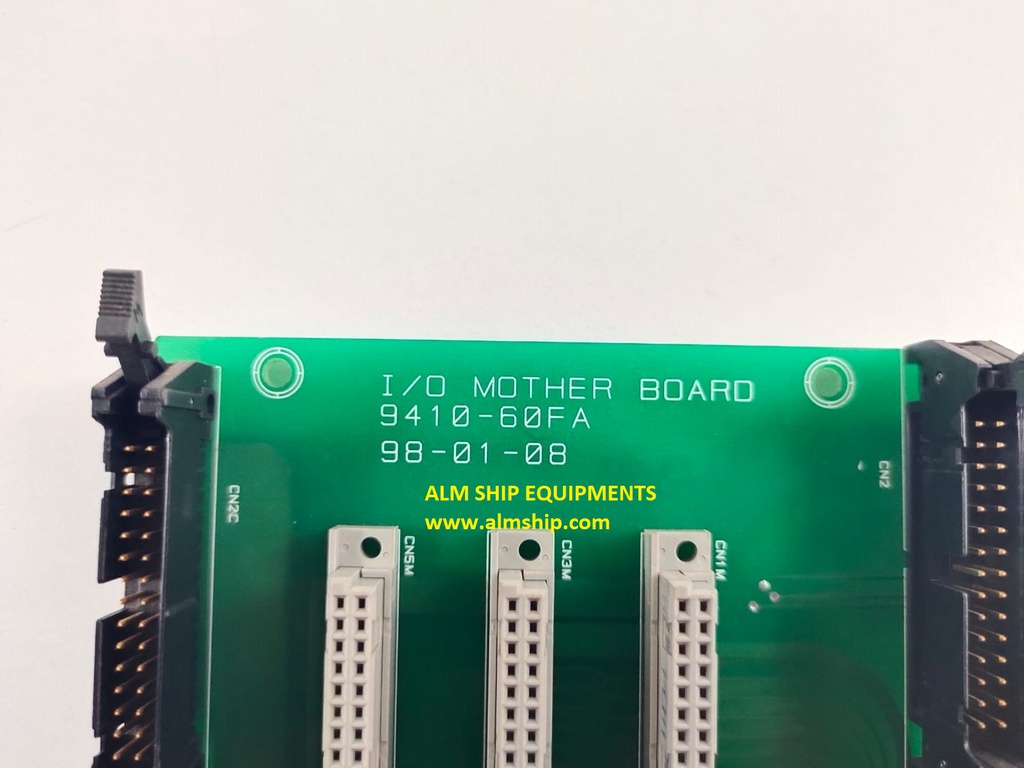 I/O MOTHER BOARD
9410-60FA
98-01-08
CN2
ALM SHIP EQUIPMENTS
www.almship.com
CN2C
CN5M
CN3M
CN1M